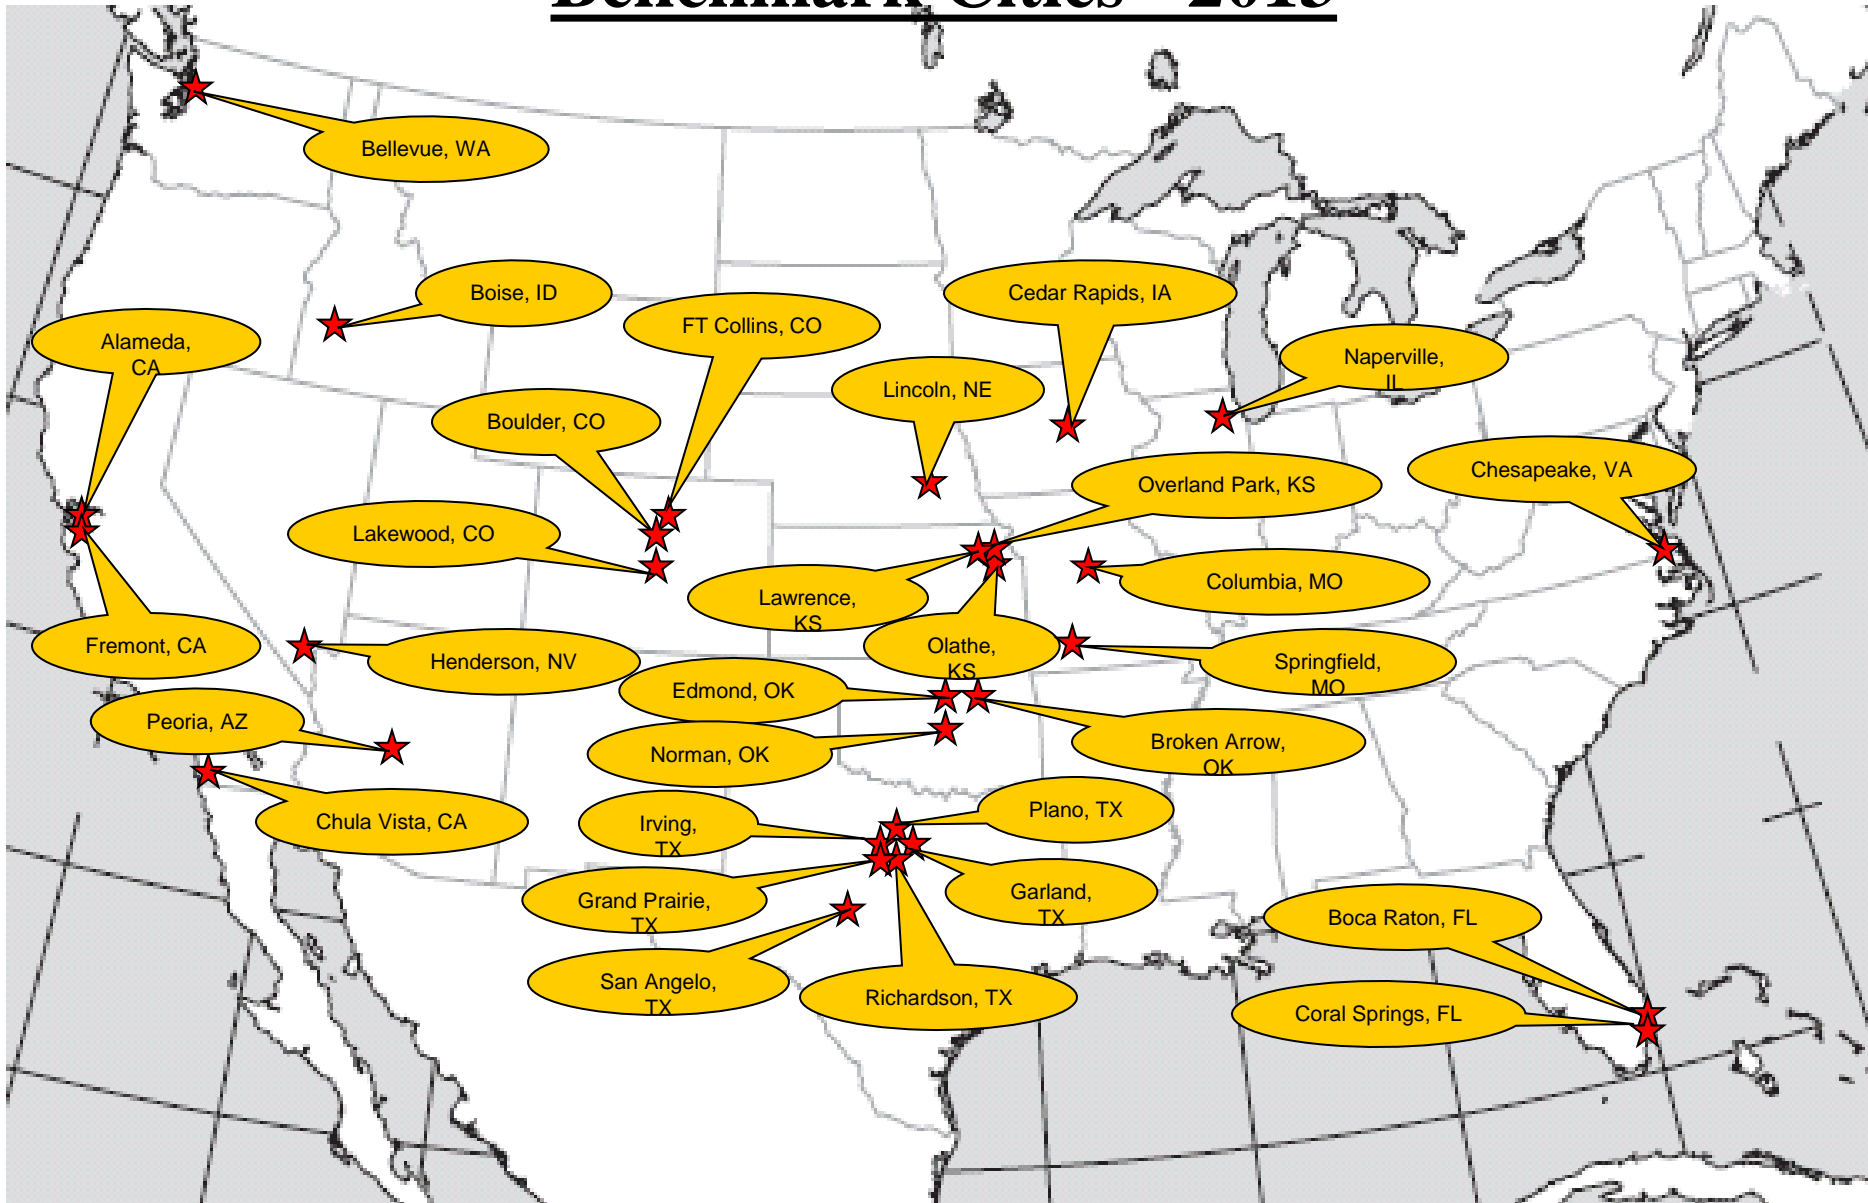 Benchmark Cities - 2015
Bellevue, WA
Boise, ID
Cedar Rapids, IA
FT Collins, CO
Alameda,
CA
Naperville,
IL
Lincoln, NE
Boulder, CO
Chesapeake, VA
Overland Park, KS
Lakewood, CO
Columbia, MO
Lawrence,
KS
Fremont, CA
Henderson, NV
Olathe,
KS
Springfield,
MO
Edmond, OK
Peoria, AZ
Broken Arrow,
OK
Norman, OK
Plano, TX
Chula Vista, CA
Irving,
TX
Garland,
TX
Grand Prairie,
TX
Boca Raton, FL
San Angelo,
TX
Richardson, TX
Coral Springs, FL